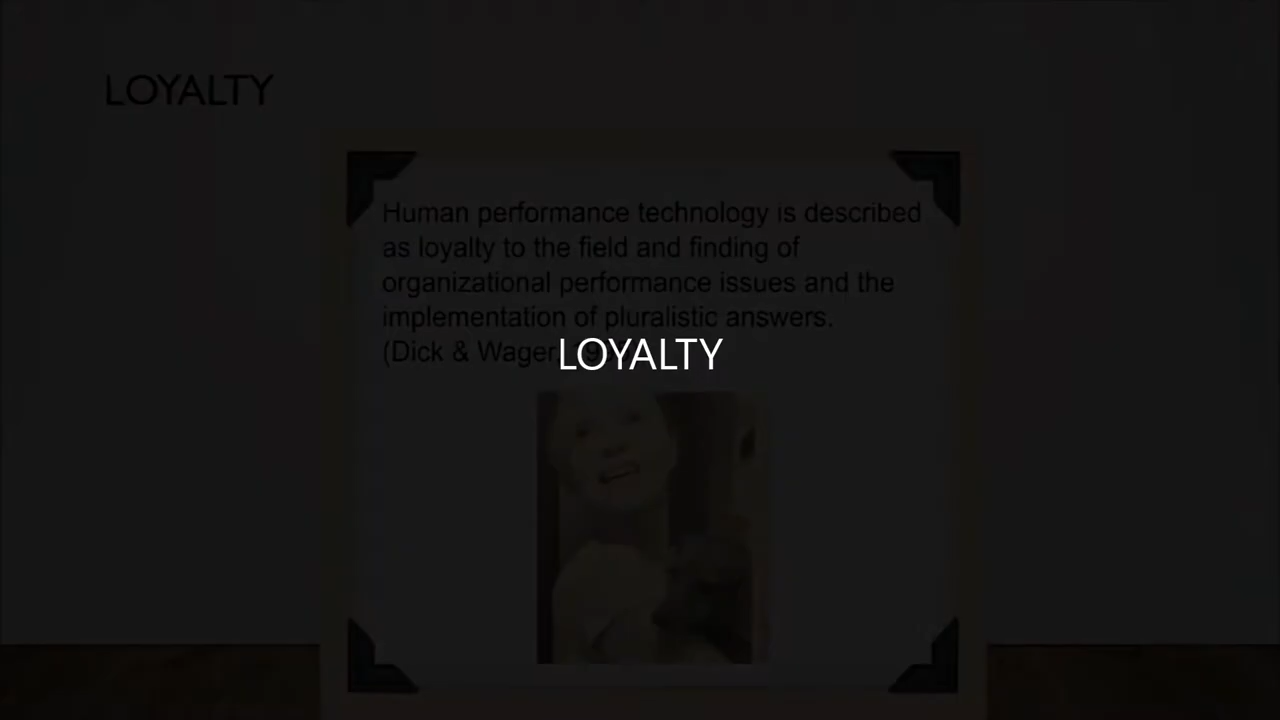 LOYALTY
Human performance technology is described
as loyalty to the field and finding of
organizational performance issues and the
implementation of pluralistic answers.
(Dick & Wager,
LOYALTY